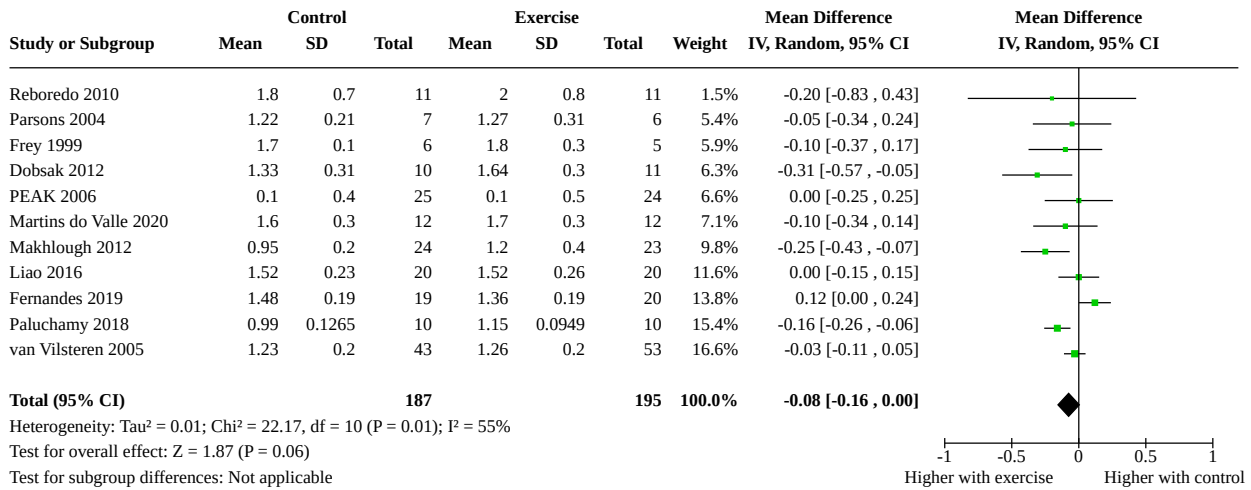 Control Exercise Mean Difference Mean Difference
Study or Subgroup Mean SD Total Mean SD Total Weight IV, Random, 95% CI IV, Random, 95% CI
Reboredo 2010 1.8 0.7 11 2 0.8 11 1.5% -0.20 [-0.83 , 0.43]
Parsons 2004 1.22 0.21 7 1.27 0.31 6 5.4% -0.05 [-0.34 , 0.24]
Frey 1999 1.7 0.1 6 1.8 0.3 5 5.9% -0.10 [-0.37 , 0.17]
Dobsak 2012 1.33 0.31 10 1.64 0.3 11 6.3% -0.31 [-0.57 , -0.05]
PEAK 2006 0.1 0.4 25 0.1 0.5 24 6.6% 0.00 [-0.25 , 0.25]
Martins do Valle 2020 1.6 0.3 12 1.7 0.3 12 7.1% -0.10 [-0.34 , 0.14]
Makhlough 2012 0.95 0.2 24 1.2 0.4 23 9.8% -0.25 [-0.43 , -0.07]
Liao 2016 1.52 0.23 20 1.52 0.26 20 11.6% 0.00 [-0.15 , 0.15]
Fernandes 2019 1.48 0.19 19 1.36 0.19 20 13.8% 0.12 [0.00 , 0.24]
Paluchamy 2018 0.99 0.1265 10 1.15 0.0949 10 15.4% -0.16 [-0.26 , -0.06]
van Vilsteren 2005 1.23 0.2 43 1.26 0.2 53 16.6% -0.03 [-0.11 , 0.05]
Total (95% CI) 187 195 100.0% -0.08 [-0.16 , 0.00]
Heterogeneity: Tau² = 0.01; Chi² = 22.17, df = 10 (P = 0.01); I² = 55%
Test for overall effect: Z = 1.87 (P = 0.06)
Test for subgroup differences: Not applicable
-1 -0.5 0 0.5 1
Higher with exercise Higher with control